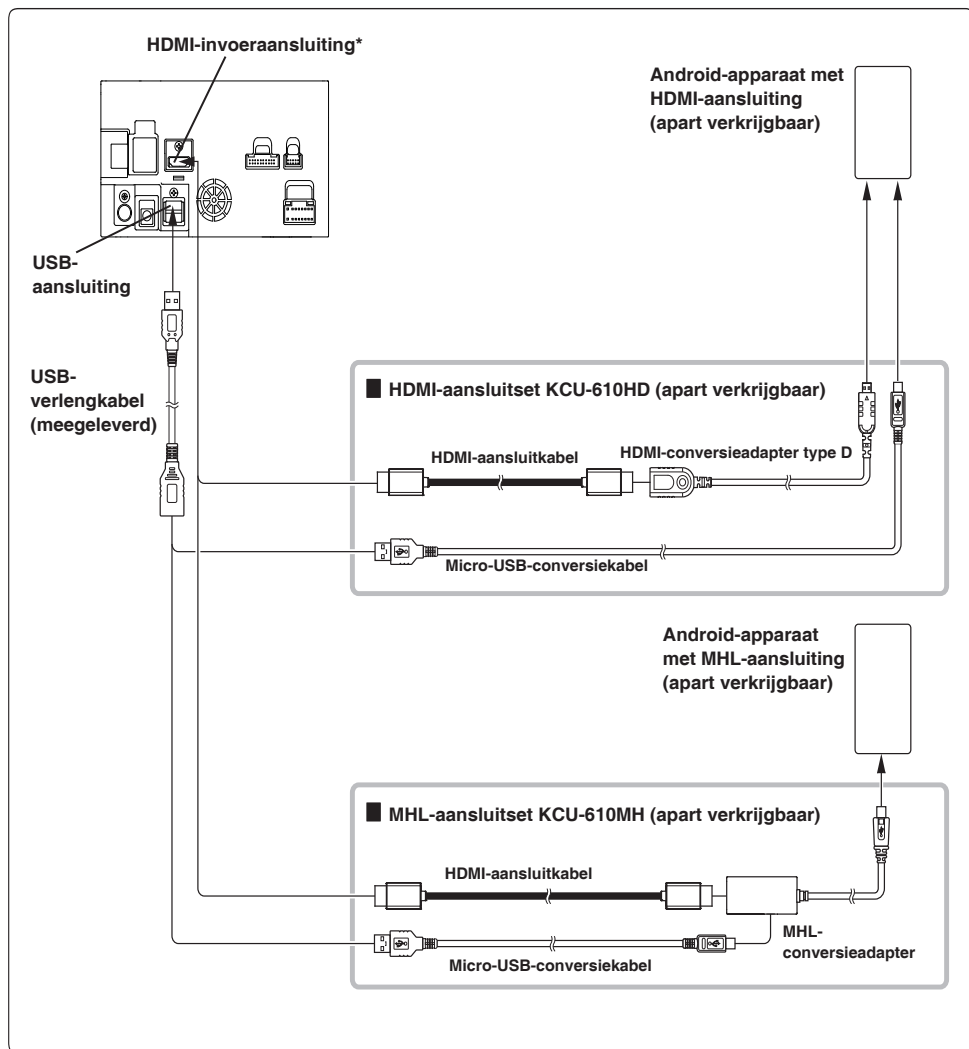 HDMI-invoeraansluiting*
Android-apparaat met
HDMI-aansluiting
(apart verkrijgbaar)
USB-
aansluiting
USB-
verlengkabel
(meegeleverd)
■ HDMI-aansluitset KCU-610HD (apart verkrijgbaar)
HDMI-aansluitkabel
HDMI-conversieadapter type D
Micro-USB-conversiekabel
Android-apparaat
met MHL-aansluiting
(apart verkrijgbaar)
■ MHL-aansluitset KCU-610MH (apart verkrijgbaar)
HDMI-aansluitkabel
MHL-
conversieadapter
Micro-USB-conversiekabel